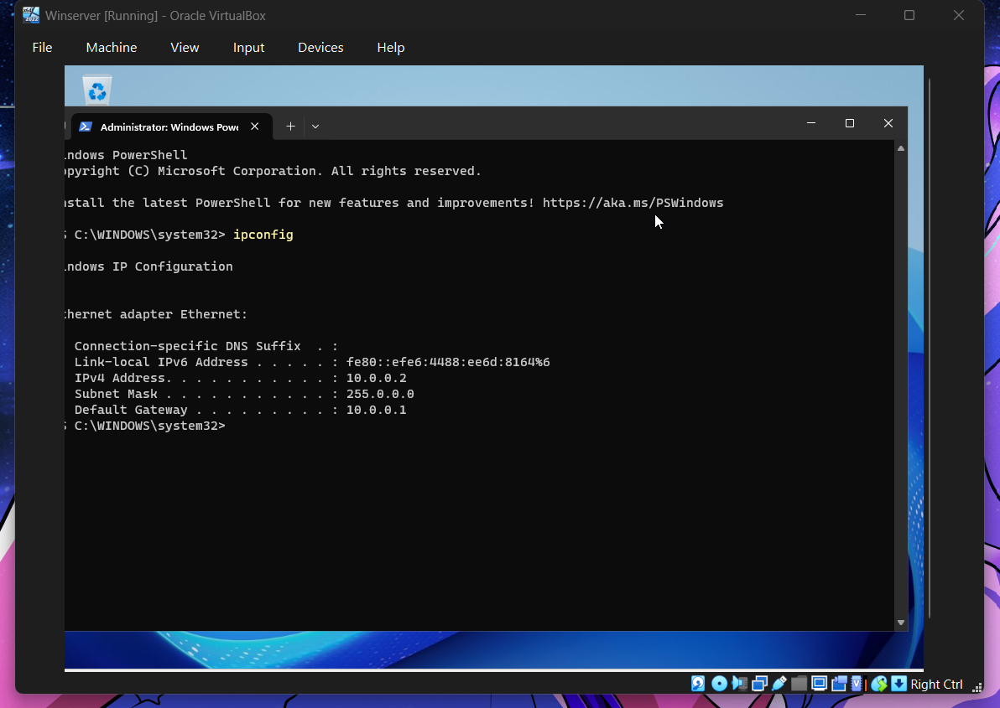 Winserver [Running] - Oracle VirtualBox
File Machine View Input Devices Help
Administrator: Windows Powe
ndows PowerShell
pyright (C) Microsoft Corporation. All rights reserved.
stall the latest PowerShell for new features and improvements! https://aka.ms/PSWindows
C:\WINDOWS\system32> ipconfig
ndows IP Configuration
hernet adapter Ethernet:
Connection-specific DNS Suffix . :
Link-local IPv6 Address . . . . . : fe80::efe6:4488:ee6d:8164%6
IPv4 Address. . . . . . . . . . . : 10.0.0.2
Subnet Mask . . . . . . . . . . . : 255.0.0.0
Default Gateway . . . . . . . . . : 10.0.0.1
C:\WINDOWS\system32>
Right Ctrl